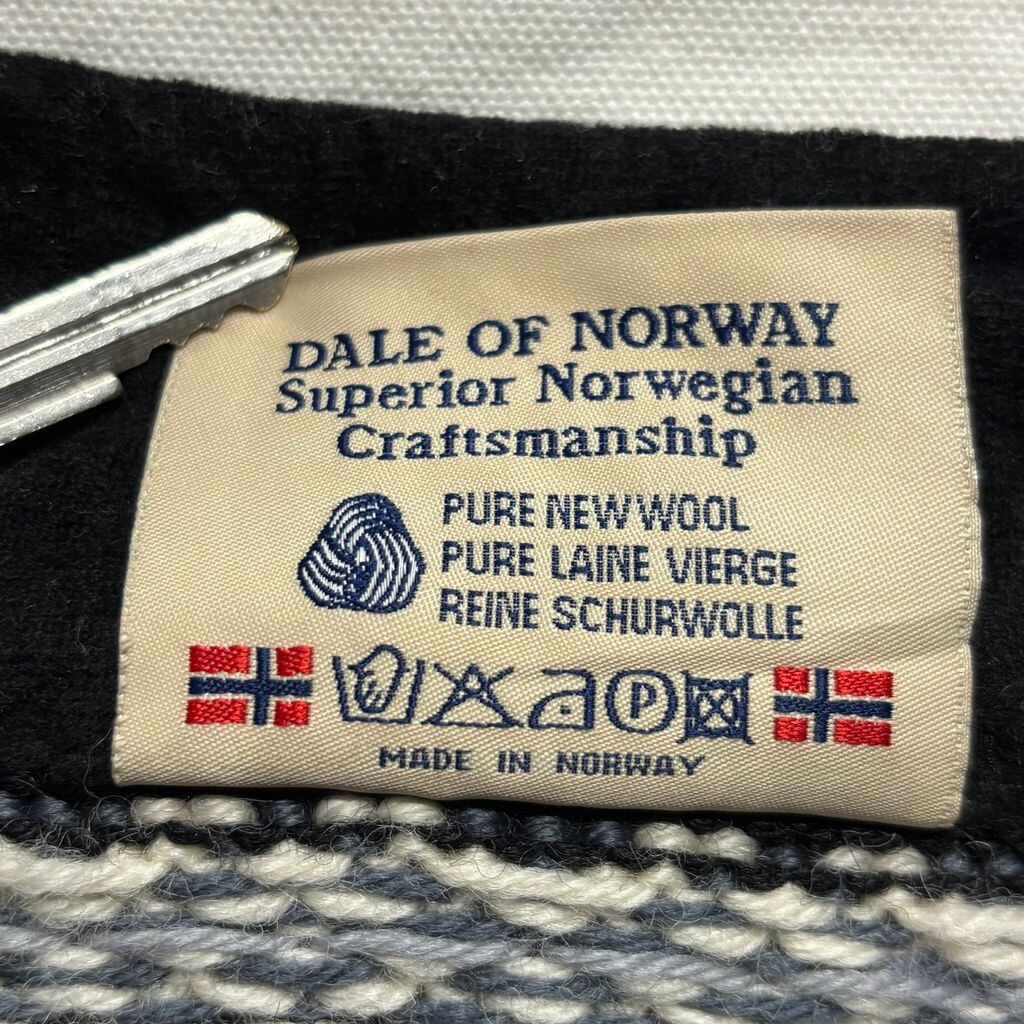 DALE OF NORWAY
Superior Norwegian
Craftsmanship
PURE NEW WOOL
PURE LAINE VIERGE
REINE SCHURWOLLE
P
MADE IN NORWAY